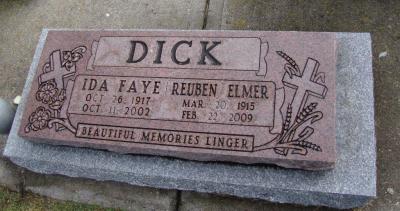 DICK
IDA FAYE
OCT. 26, 1917
OCT. 11, 2002
REUBEN ELMER
MAR. 20, 1915
FEB. 22, 2009
BEAUTIFUL MEMORIES LINGER